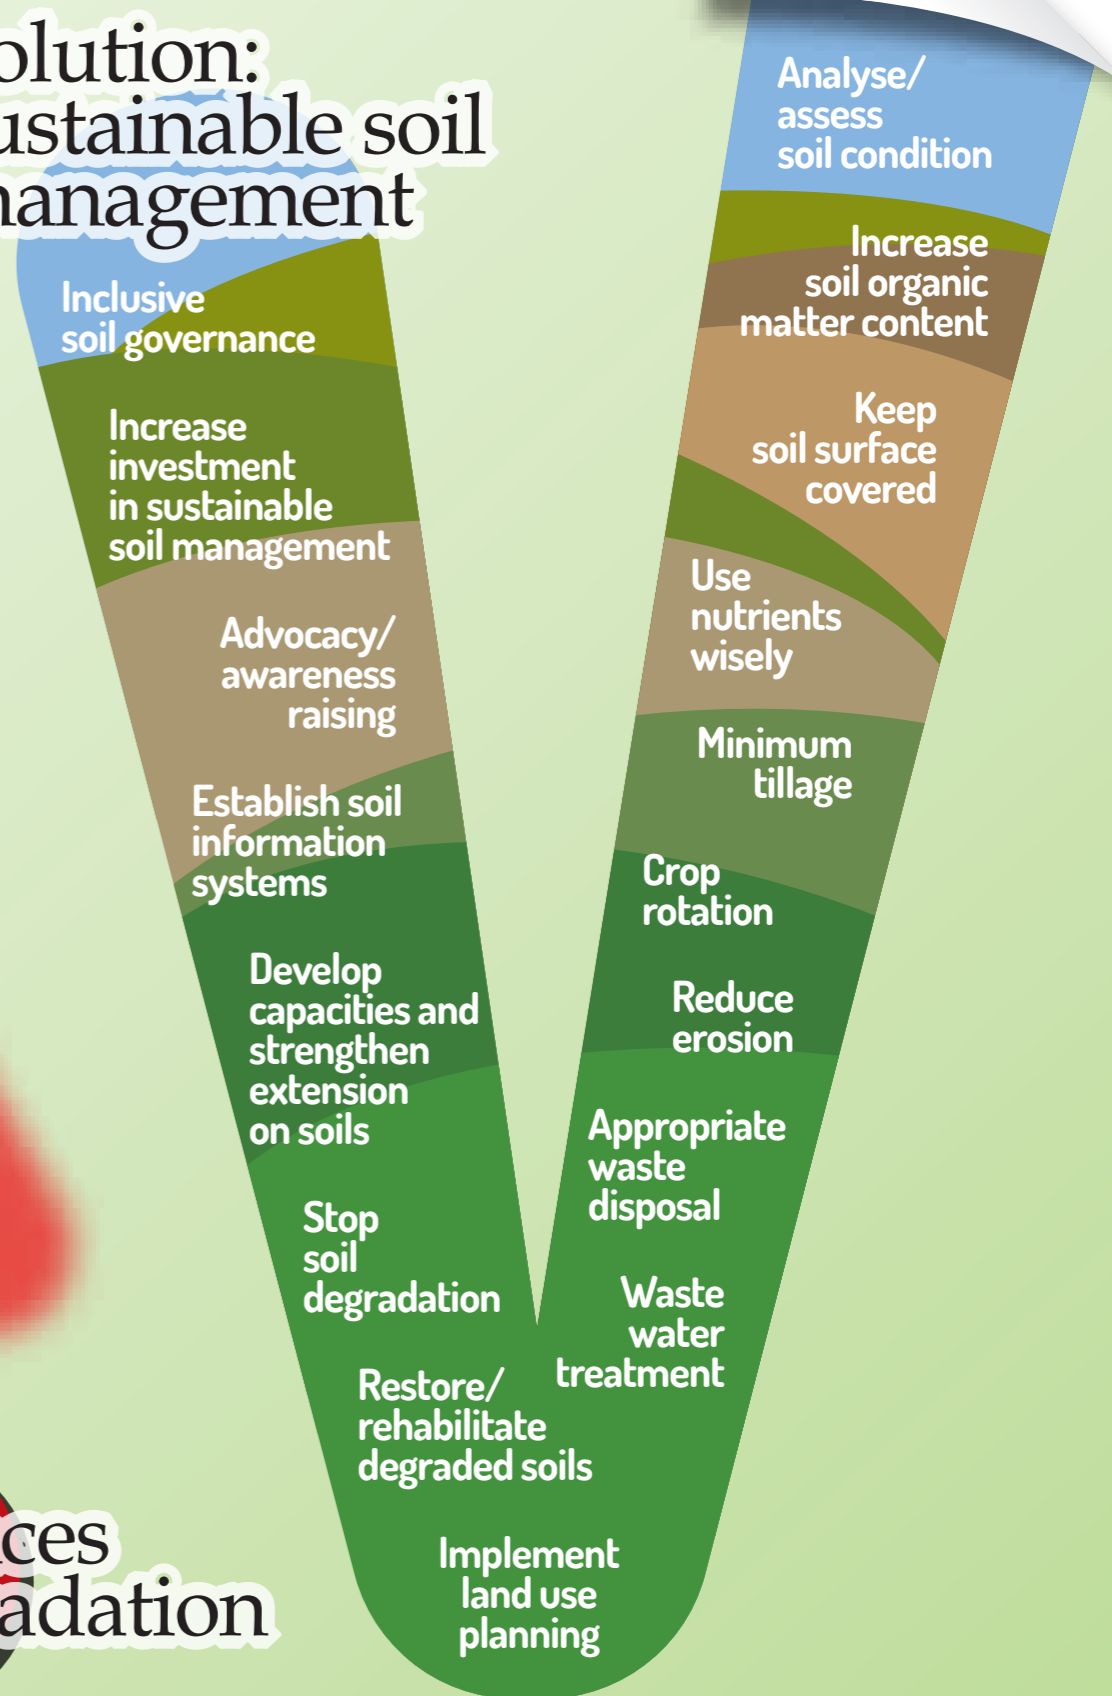 olution:
ustainable soil
anagement
Inclusive
soil governance
Increase
investment
in sustainable
soil management
Advocacy/
awareness
raising
Establish soil
information
systems
Develop
capacities and
strengthen
extension
on soils
Stop
soil
degradation
Restore/
rehabilitate
degraded soils
Implement
land use
planning
Analyse/
assess
soil condition
Increase
soil organic
matter content
Keep
soil surface
covered
Use
nutrients
wisely
Minimum
tillage
Crop
rotation
Reduce
erosion
Appropriate
waste
disposal
Waste
water
treatment
ces
adation